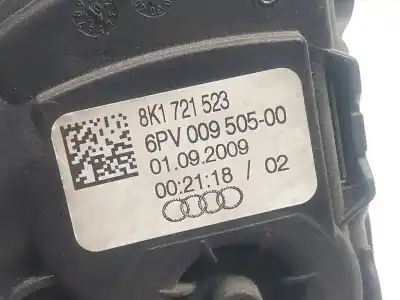 8K1 721 523
6PV 009 505-00
01.09.2009
00:21:18 / 02